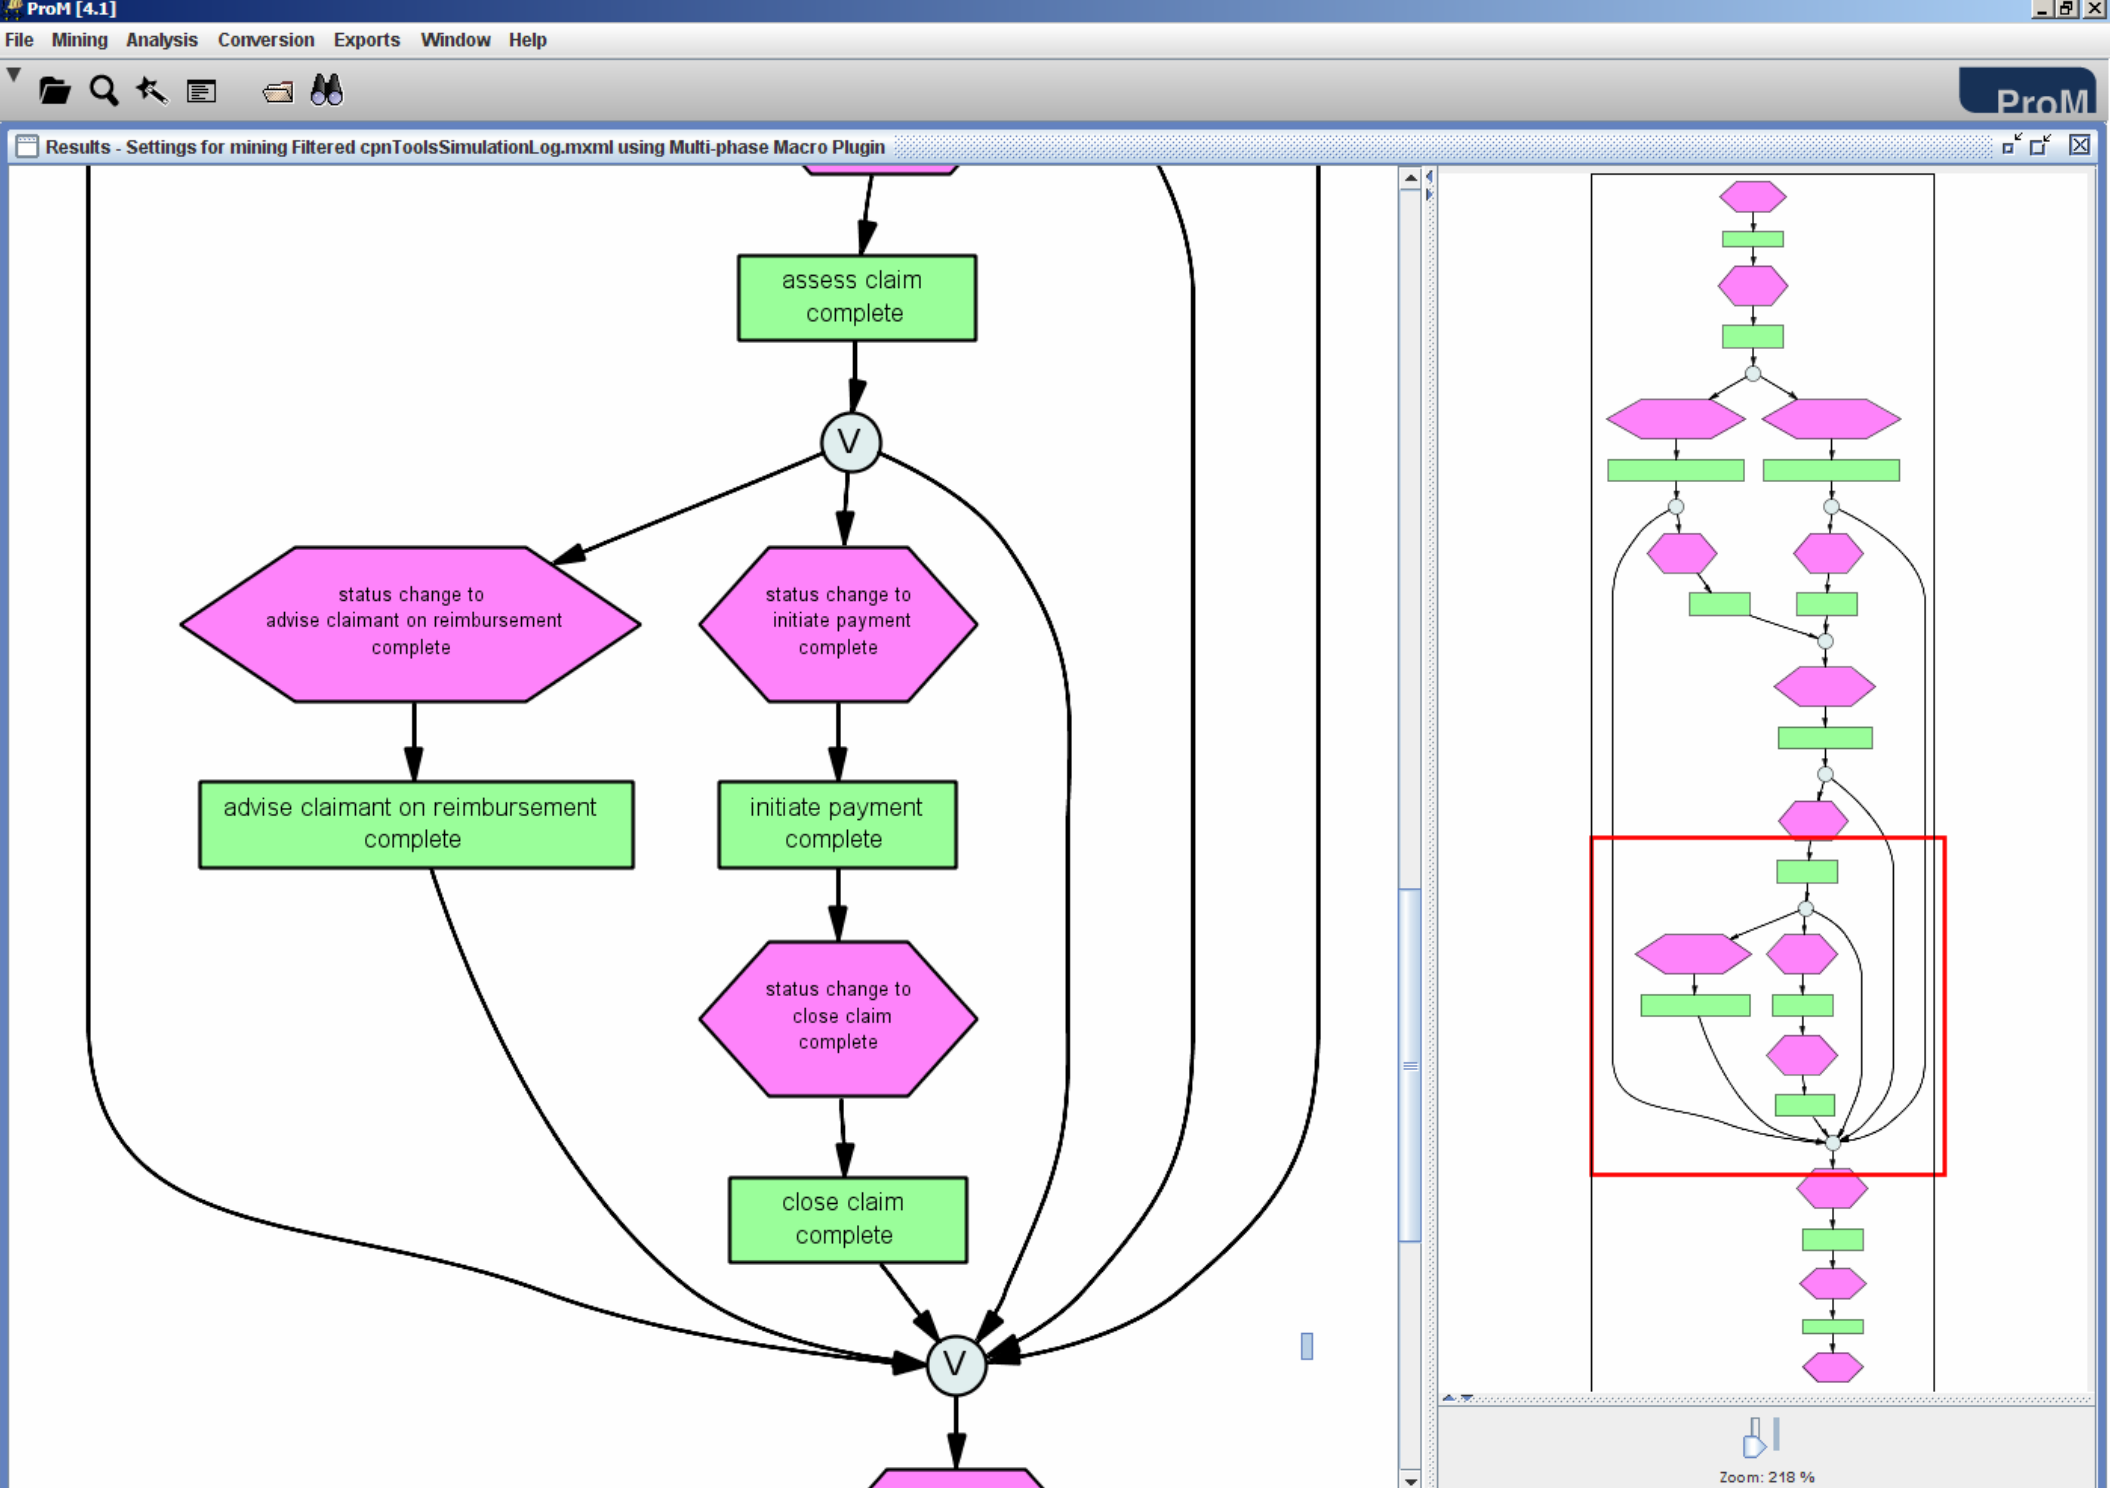 ProM [4.1]
File Mining Analysis Conversion Exports Window Help
ProM
Results - Settings for mining Filtered cpnToolsSimulationLog.mxml using Multi-phase Macro Plugin
assess claim
complete
V
status change to
advise claimant on reimbursement
complete
status change to
initiate payment
complete
advise claimant on reimbursement
complete
initiate payment
complete
status change to
close claim
complete
close claim
complete
V
Zoom: 218 %